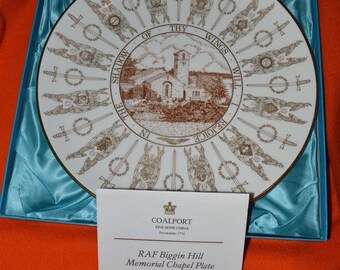 IN THE SHADOW OF THY WINGS WILL I REJOICE
COALPORT
FINE BONE CHINA
RAF Biggin Hill
Memorial Chapel Plate